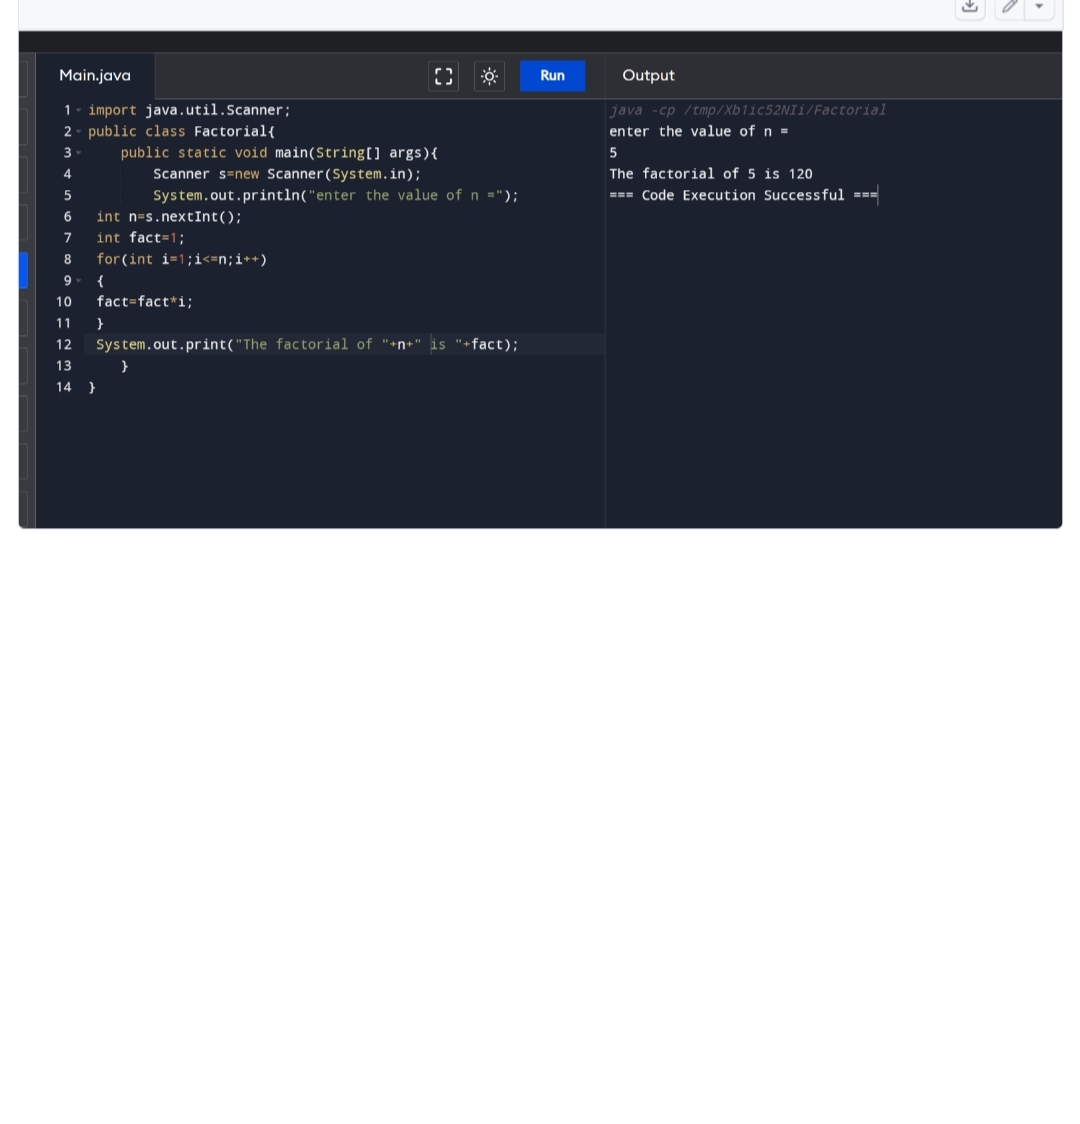 Main.java
Run
Output
1 import java.util.Scanner;
2 public class Factorial{
3 public static void main(String[] args){
4 Scanner s=new Scanner(System.in);
5 System.out.println("enter the value of n =");
6 int n=s.nextInt();
7 int fact=1;
8 for(int i=1;i<=n;i++)
9 {
10 fact=fact*i;
11 }
12 System.out.print("The factorial of "+n+" is "+fact);
13 }
14 }
java -cp /tmp/Xb1ic52NIi/Factorial
enter the value of n =
5
The factorial of 5 is 120
=== Code Execution Successful ===